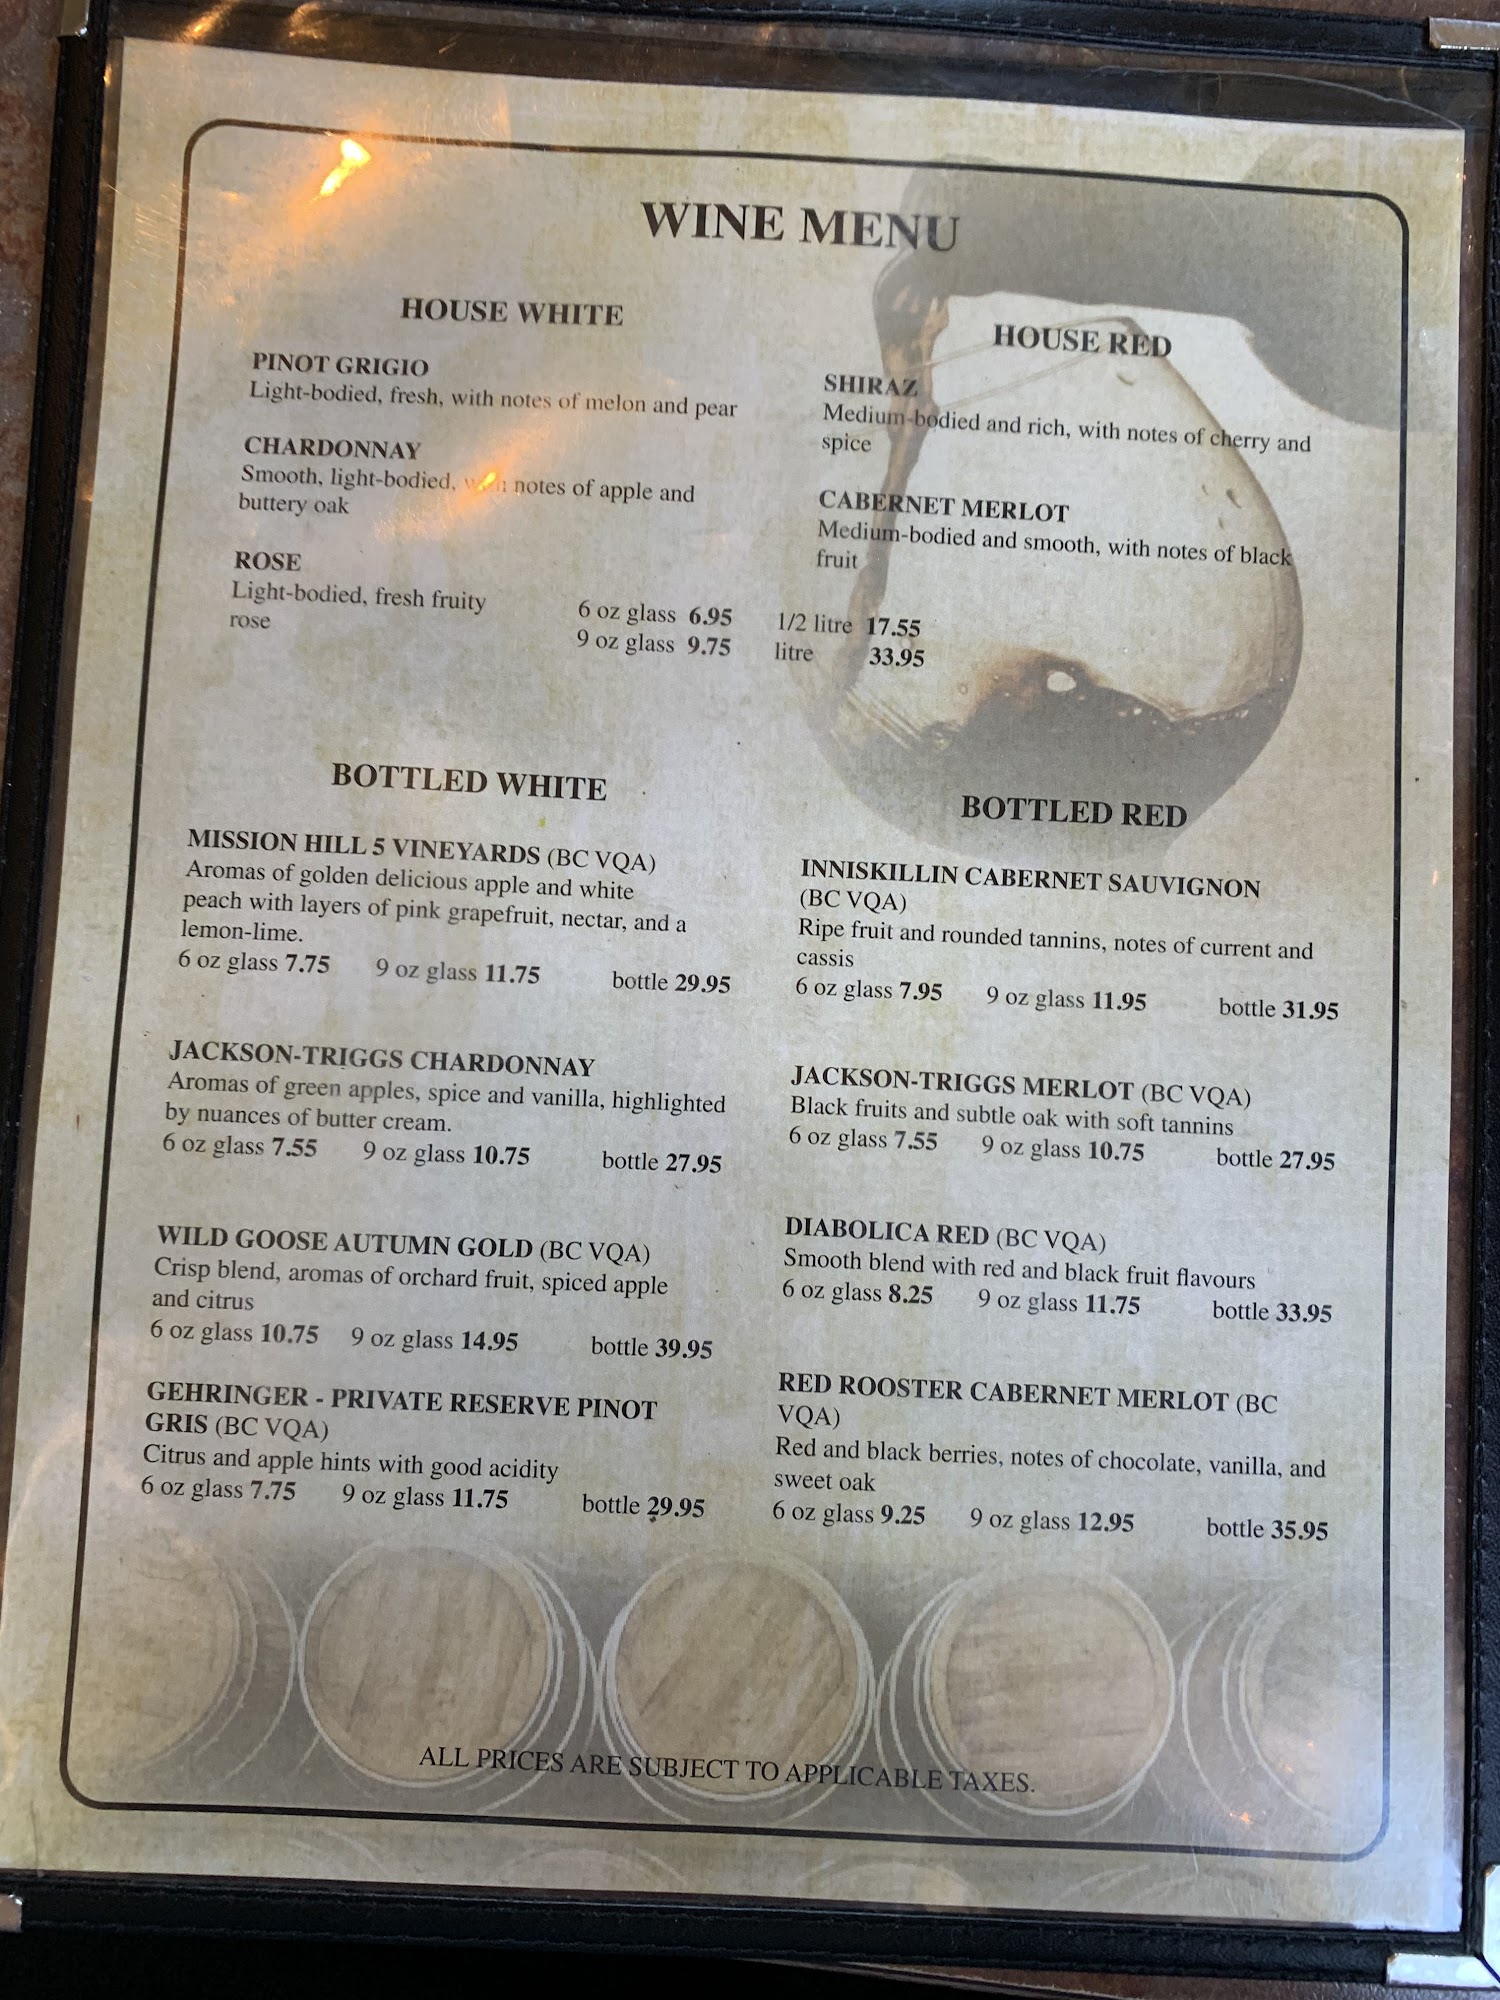 WINE MENU
HOUSE WHITE
PINOT GRIGIO
Light-bodied, fresh, with notes of melon and pear
CHARDONNAY
Smooth, light-bodied, with notes of apple and
buttery oak
ROSE
Light-bodied, fresh fruity
rose
HOUSE RED
SHIRAZ
Medium-bodied and rich, with notes of cherry and
spice
CABERNET MERLOT
Medium-bodied and smooth, with notes of black
fruit
6 oz glass 6.95 1/2 litre 17.55
9 oz glass 9.75 litre 33.95
BOTTLED WHITE
MISSION HILL 5 VINEYARDS (BC VQA)
Aromas of golden delicious apple and white
peach with layers of pink grapefruit, nectar, and a
lemon-lime.
6 oz glass 7.75 9 oz glass 11.75 bottle 29.95
JACKSON-TRIGGS CHARDONNAY
Aromas of green apples, spice and vanilla, highlighted
by nuances of butter cream.
6 oz glass 7.55 9 oz glass 10.75 bottle 27.95
WILD GOOSE AUTUMN GOLD (BC VQA)
Crisp blend, aromas of orchard fruit, spiced apple
and citrus
6 oz glass 10.75 9 oz glass 14.95 bottle 39.95
GEHRINGER - PRIVATE RESERVE PINOT
GRIS (BC VQA)
Citrus and apple hints with good acidity
6 oz glass 7.75 9 oz glass 11.75 bottle 29.95
BOTTLED RED
INNISKILLIN CABERNET SAUVIGNON
(BC VQA)
Ripe fruit and rounded tannins, notes of current and
cassis
6 oz glass 7.95 9 oz glass 11.95 bottle 31.95
JACKSON-TRIGGS MERLOT (BC VQA)
Black fruits and subtle oak with soft tannins
6 oz glass 7.55 9 oz glass 10.75 bottle 27.95
DIABOLICA RED (BC VQA)
Smooth blend with red and black fruit flavours
6 oz glass 8.25 9 oz glass 11.75 bottle 33.95
RED ROOSTER CABERNET MERLOT (BC
VQA)
Red and black berries, notes of chocolate, vanilla, and
sweet oak
6 oz glass 9.25 9 oz glass 12.95 bottle 35.95
ALL PRICES ARE SUBJECT TO APPLICABLE TAXES.